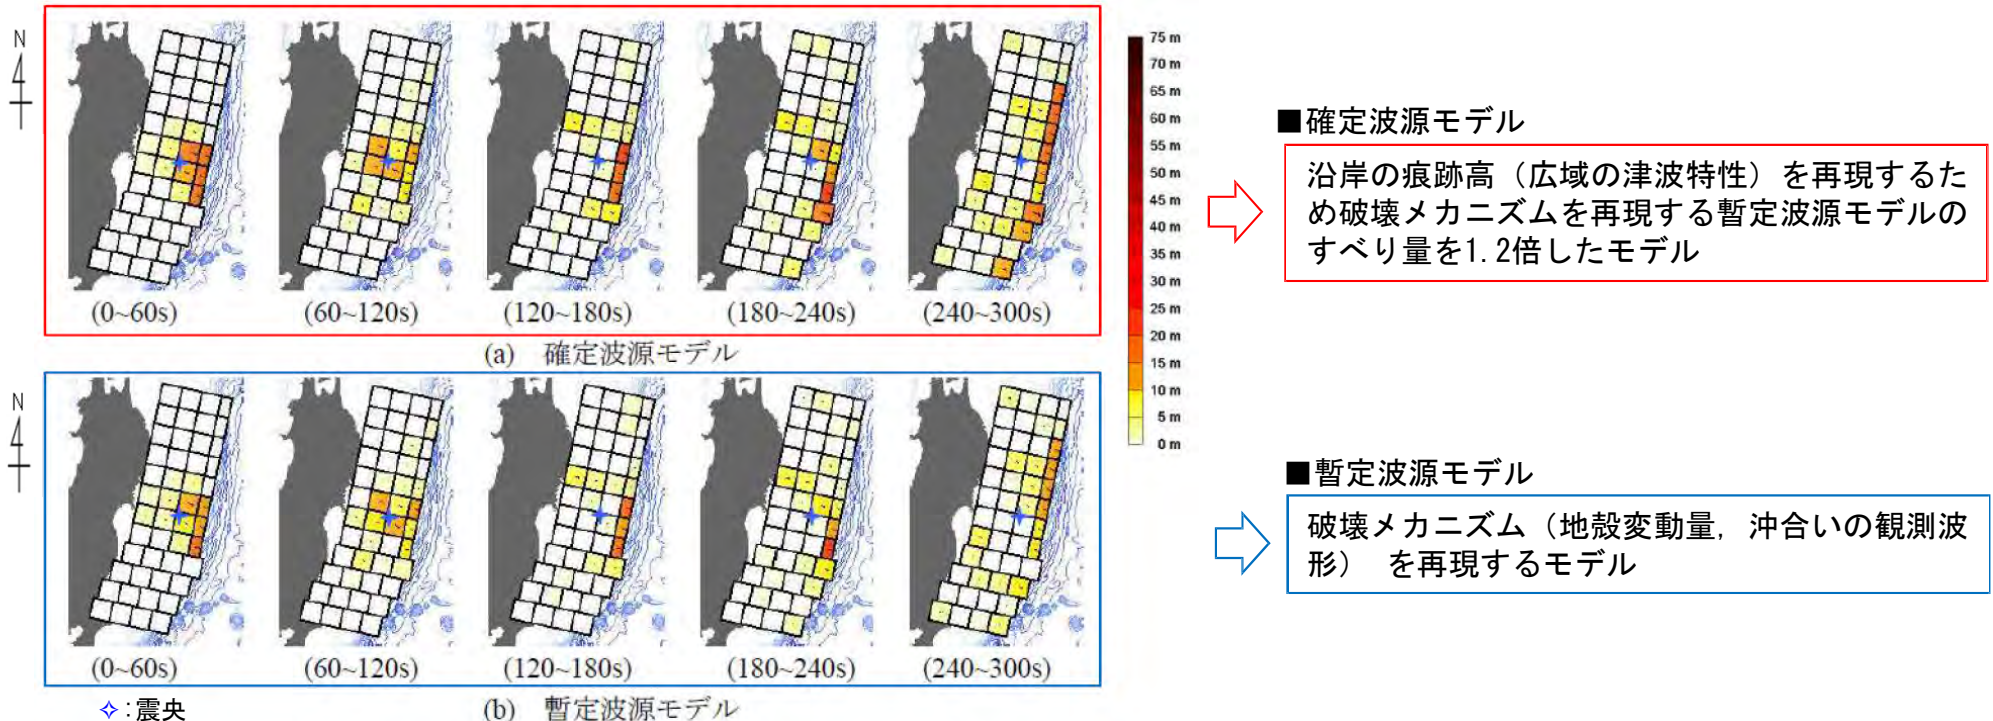 N
(0~60s)
(60~120s)
(120~180s)
(180~240s)
(240~300s)
(a) 確定波源モデル
N
(0~60s)
(60~120s)
(120~180s)
(180~240s)
(240~300s)
✧:震央
(b) 暫定波源モデル
75 m
70 m
65 m
60 m
55 m
50 m
45 m
40 m
35 m
30 m
25 m
20 m
15 m
10 m
5 m
0 m
■確定波源モデル
沿岸の痕跡高（広域の津波特性）を再現するた
め破壊メカニズムを再現する暫定波源モデルの
すべり量を1.2倍したモデル
■暫定波源モデル
破壊メカニズム（地殻変動量，沖合いの観測波
形） を再現するモデル